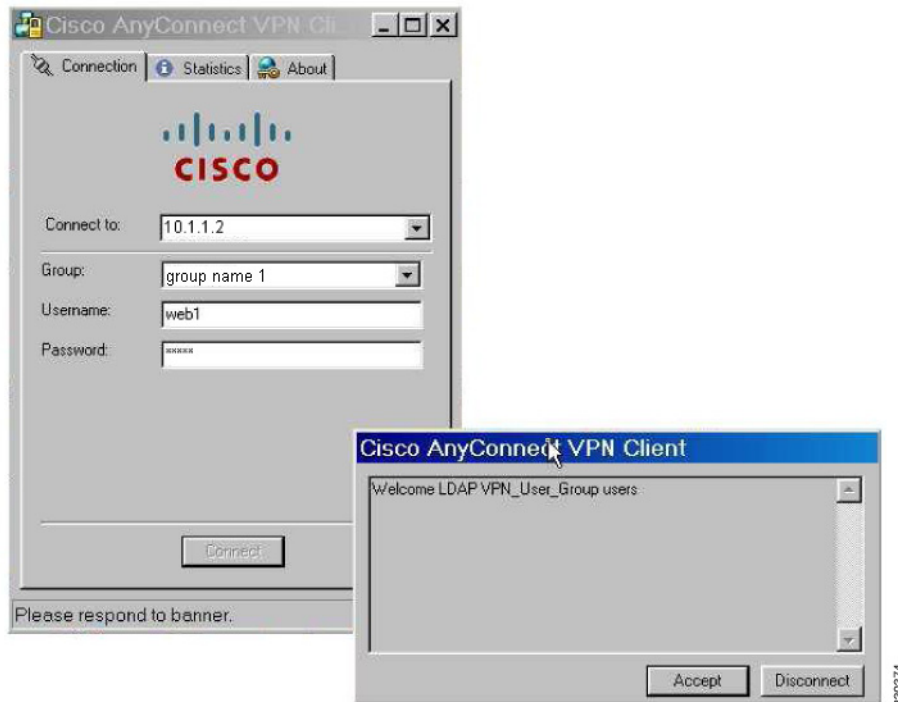 Cisco AnyConnect VPN Cli
Connection
Statistics
About
CISCO
Connect to:
10.1.1.2
Group:
group name 1
Username:
web1
Password:
*****
Connect
Please respond to banner.
Cisco AnyConnect VPN Client
Welcome LDAP VPN_User_Group users
Accept
Disconnect